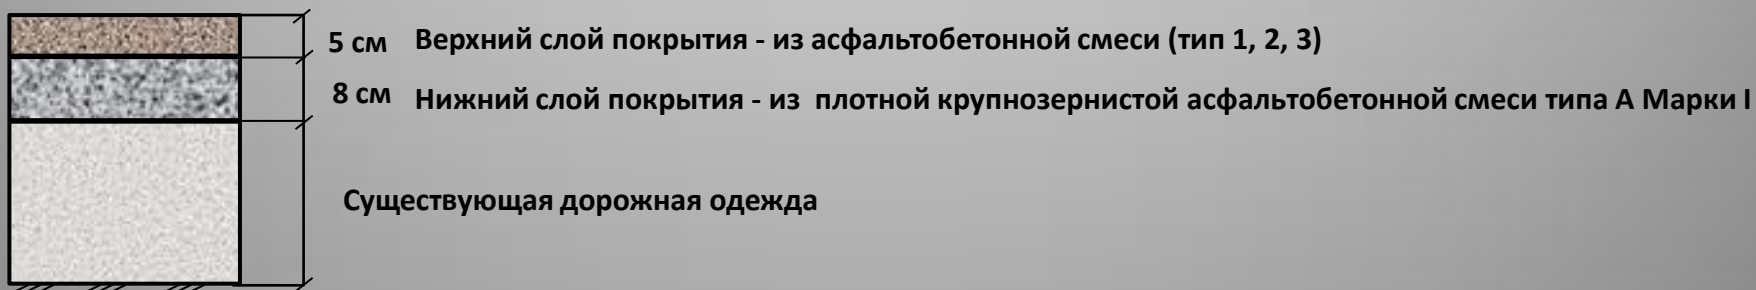 5 см Верхний слой покрытия - из асфальтобетонной смеси (тип 1, 2, 3)
8 см Нижний слой покрытия - из плотной крупнозернистой асфальтобетонной смеси типа А Марки I
Существующая дорожная одежда